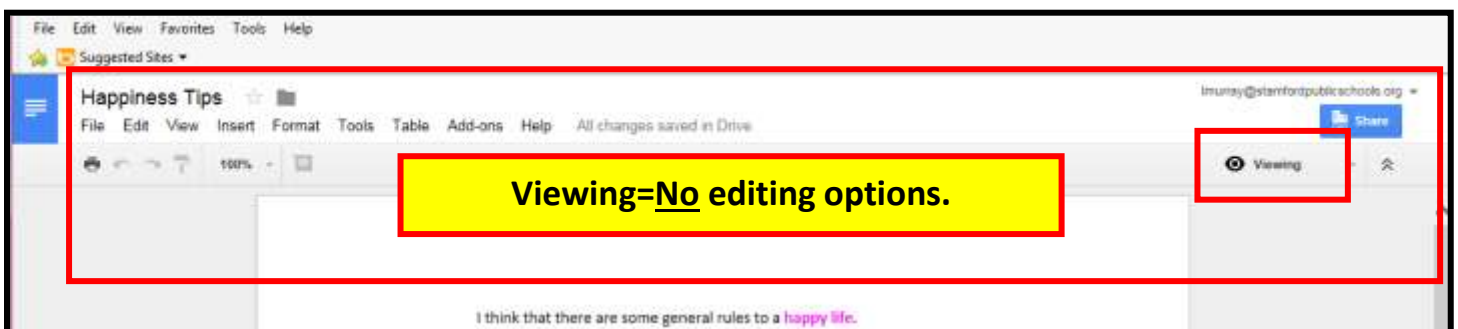 File Edit View Favorites Tools Help
Suggested Sites
Happiness Tips
lmurray@stamfordpublicschools.org
File Edit View Insert Format Tools Table Add-ons Help All changes saved in Drive
Share
100%
Viewing
Viewing=No editing options.
I think that there are some general rules to a happy life.